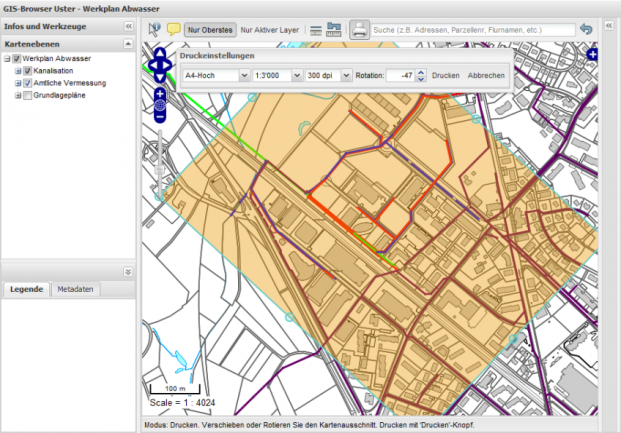 GIS-Browser Uster - Werkplan Abwasser
Infos und Werkzeuge
Kartenebenen
Werkplan Abwasser
Kanalisation
Amtliche Vermessung
Grundlagepläne
Legende
Metadaten
Nur Oberstes
Nur Aktiver Layer
Suche (z.B. Adressen, Parzellenr, Flurnamen, etc.)
Druckeinstellungen
A4-Hoch
1:3'000
300 dpi
Rotation:
-47
Drucken
Abbrechen
100 m
Scale = 1 : 4024
Modus: Drucken. Verschieben oder Rotieren Sie den Kartenausschnitt. Drucken mit 'Drucken'-Knopf.